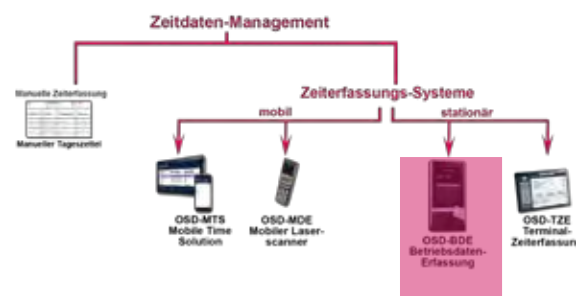 Zeitdaten-Management
Manuelle Zeiterfassung
Manueller Tageszettel
Zeiterfassungs-Systeme
mobil
stationär
OSD-MTS
Mobile Time
Solution
OSD-MDE
Mobiler Laser-
scanner
OSD-BDE
Betriebsdaten-
Erfassung
OSD-TZE
Terminal-
Zeiterfassun